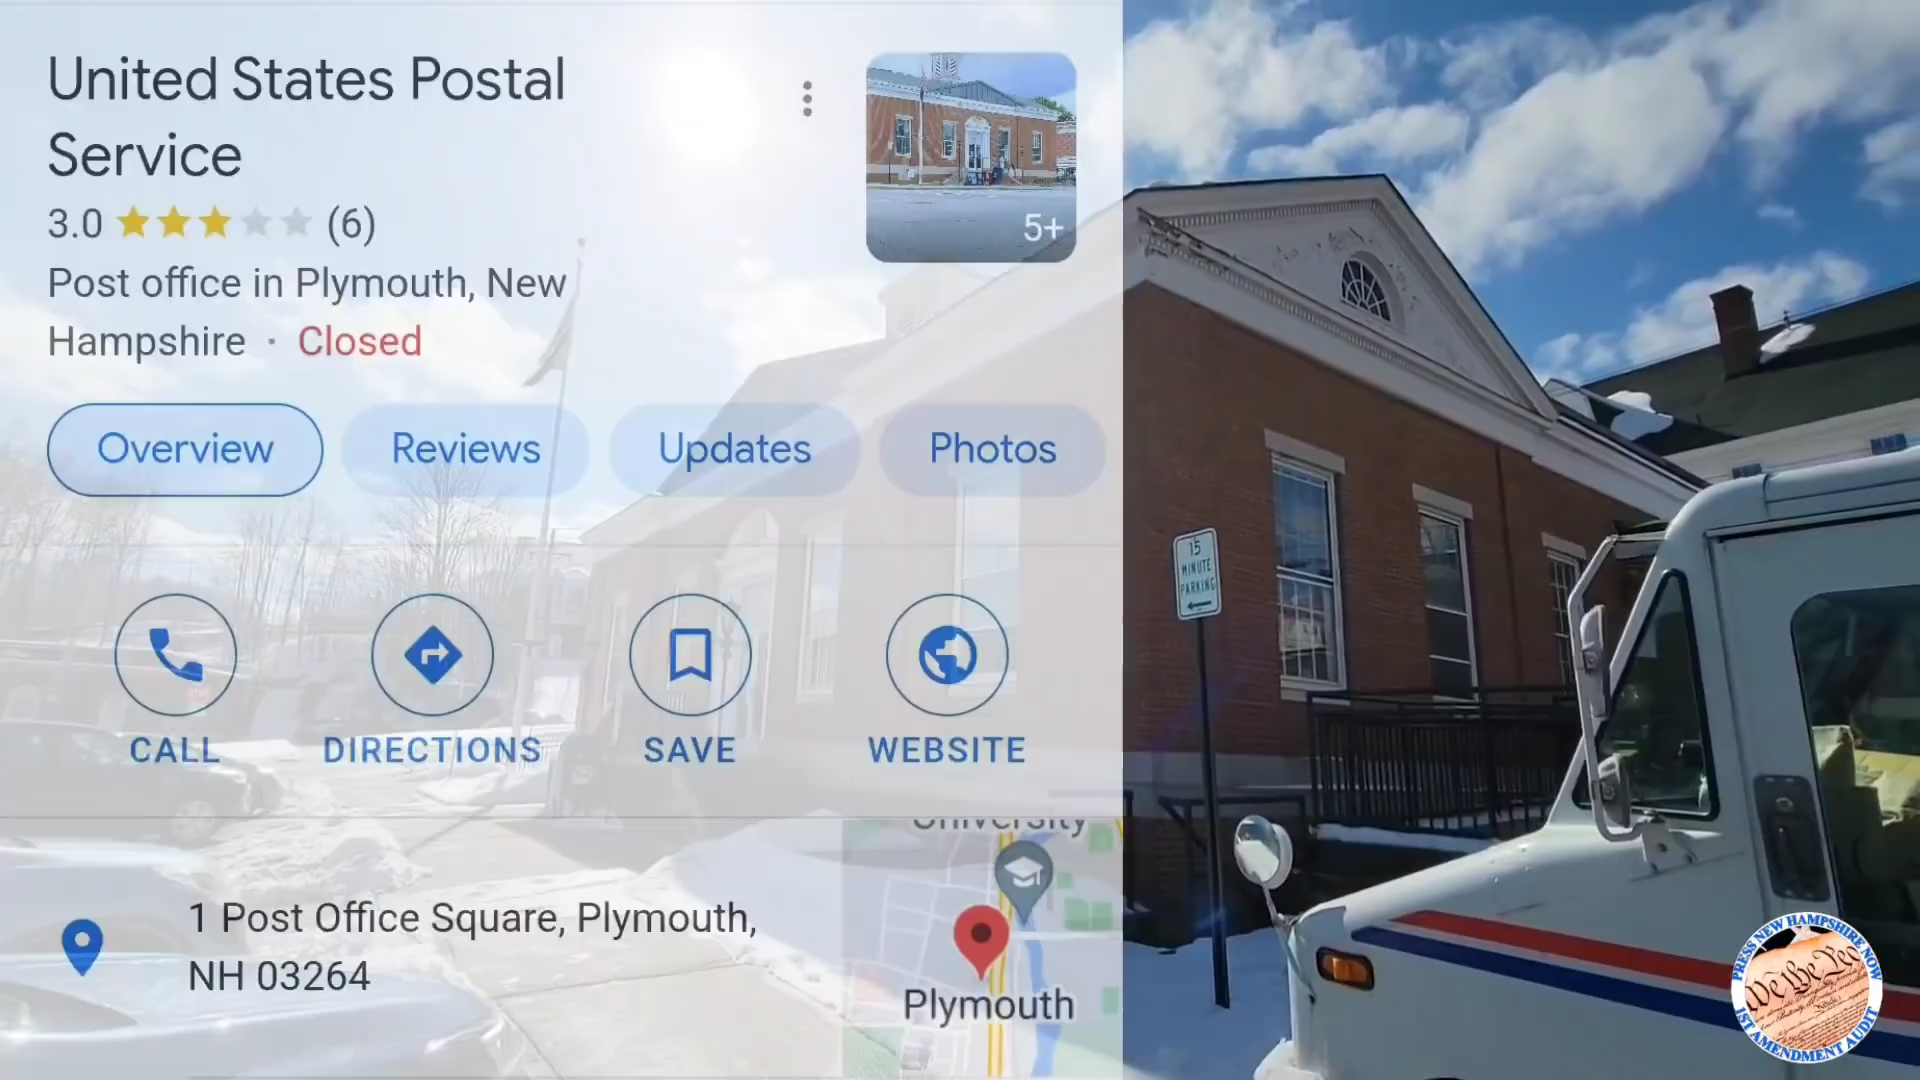 United States Postal
Service
3.0 (6)
Post office in Plymouth, New
Hampshire · Closed
5+
Overview
Reviews
Updates
Photos
CALL
DIRECTIONS
SAVE
WEBSITE
1 Post Office Square, Plymouth,
NH 03264
University
Plymouth
15
MINUTE
PARKING
PRESS NEW HAMPSHIRE NOW
We the Peo
1ST AMENDMENT AUDIT